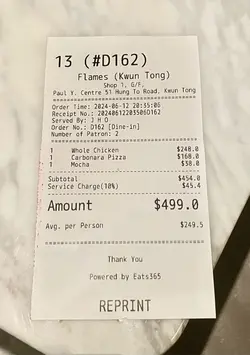 13 (#D162)
Flames (Kwun Tong)
Shop 1, G/F,
Paul Y. Centre 51 Hung To Road, Kwun Tong
Order Time: 2024-06-12 20:35:06
Receipt No.: 20240612203506D162
Served By: J H O
Order No.: D162 [Dine-in]
Number of Patron: 2
1 Whole Chicken $248.0
1 Carbonara Pizza $168.0
1 Mocha $38.0
Subtotal $454.0
Service Charge(10%) $45.4
Amount $499.0
Avg. per Person $249.5
Thank You
Powered by Eats365
REPRINT